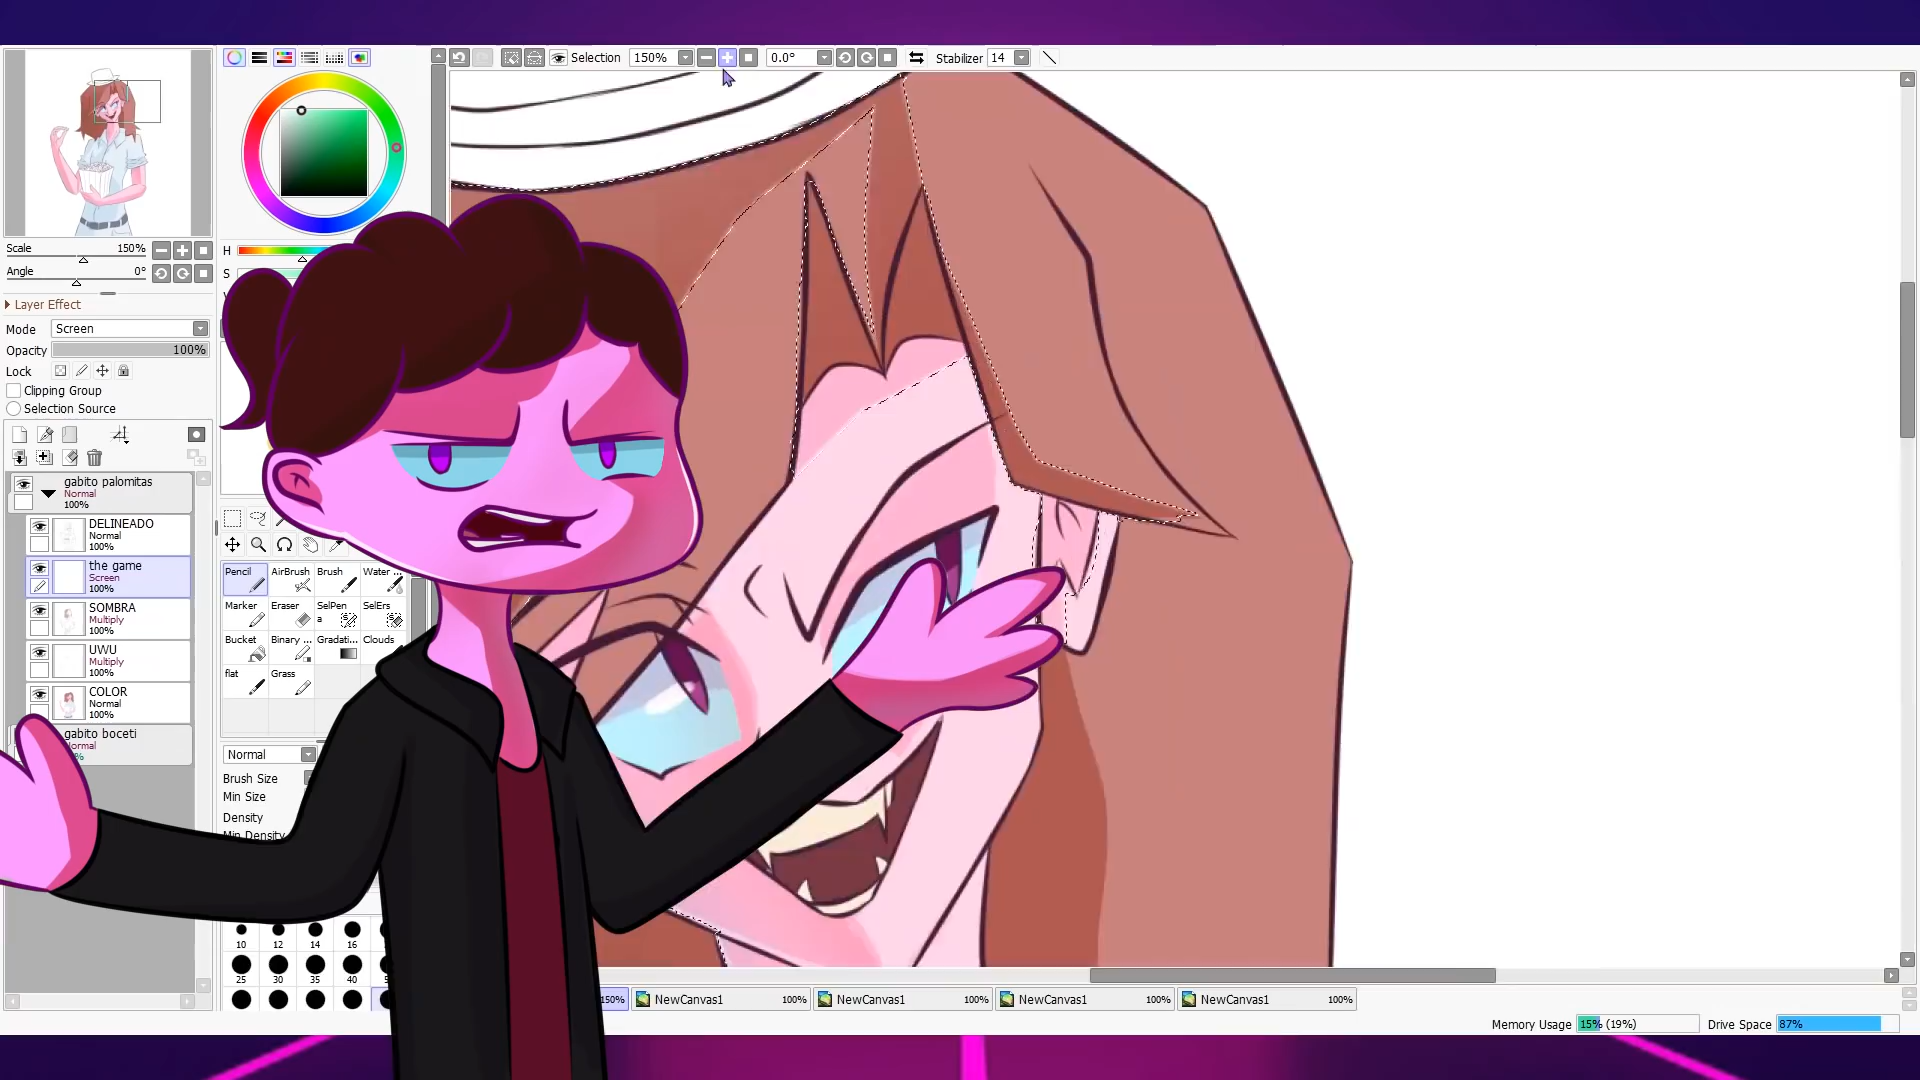 Selection 150% 0.0° Stabilizer 14
Scale 150%
Angle 0°
H
S
Layer Effect
Mode Screen
Opacity 100%
Lock
Clipping Group
Selection Source
gabito palomitas
Normal
100%
DELINEADO
Normal
100%
the game
Screen
100%
SOMBRA
Multiply
100%
UWU
Multiply
100%
COLOR
Normal
100%
gabito boceti
Pencil AirBrush Brush Water ...
Marker Eraser SelPen SelErs
a
Bucket Binary ... Gradati... Clouds
flat Grass
Normal
Brush Size
Min Size
Density
Min Density
10 12 14 16
25 30 35 40
150% NewCanvas1 100% NewCanvas1 100% NewCanvas1 100% NewCanvas1 100%
Memory Usage 15% (19%) Drive Space 87%